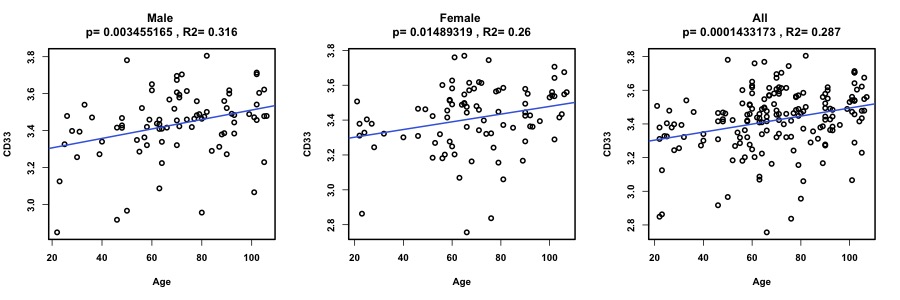 Male
p= 0.003455165 , R2= 0.316
CD33
3.0 3.2 3.4 3.6 3.8
20 40 60 80 100
Age
Female
p= 0.01489319 , R2= 0.26
CD33
2.8 3.0 3.2 3.4 3.6 3.8
20 40 60 80 100
Age
All
p= 0.0001433173 , R2= 0.287
CD33
2.8 3.0 3.2 3.4 3.6 3.8
20 40 60 80 100
Age